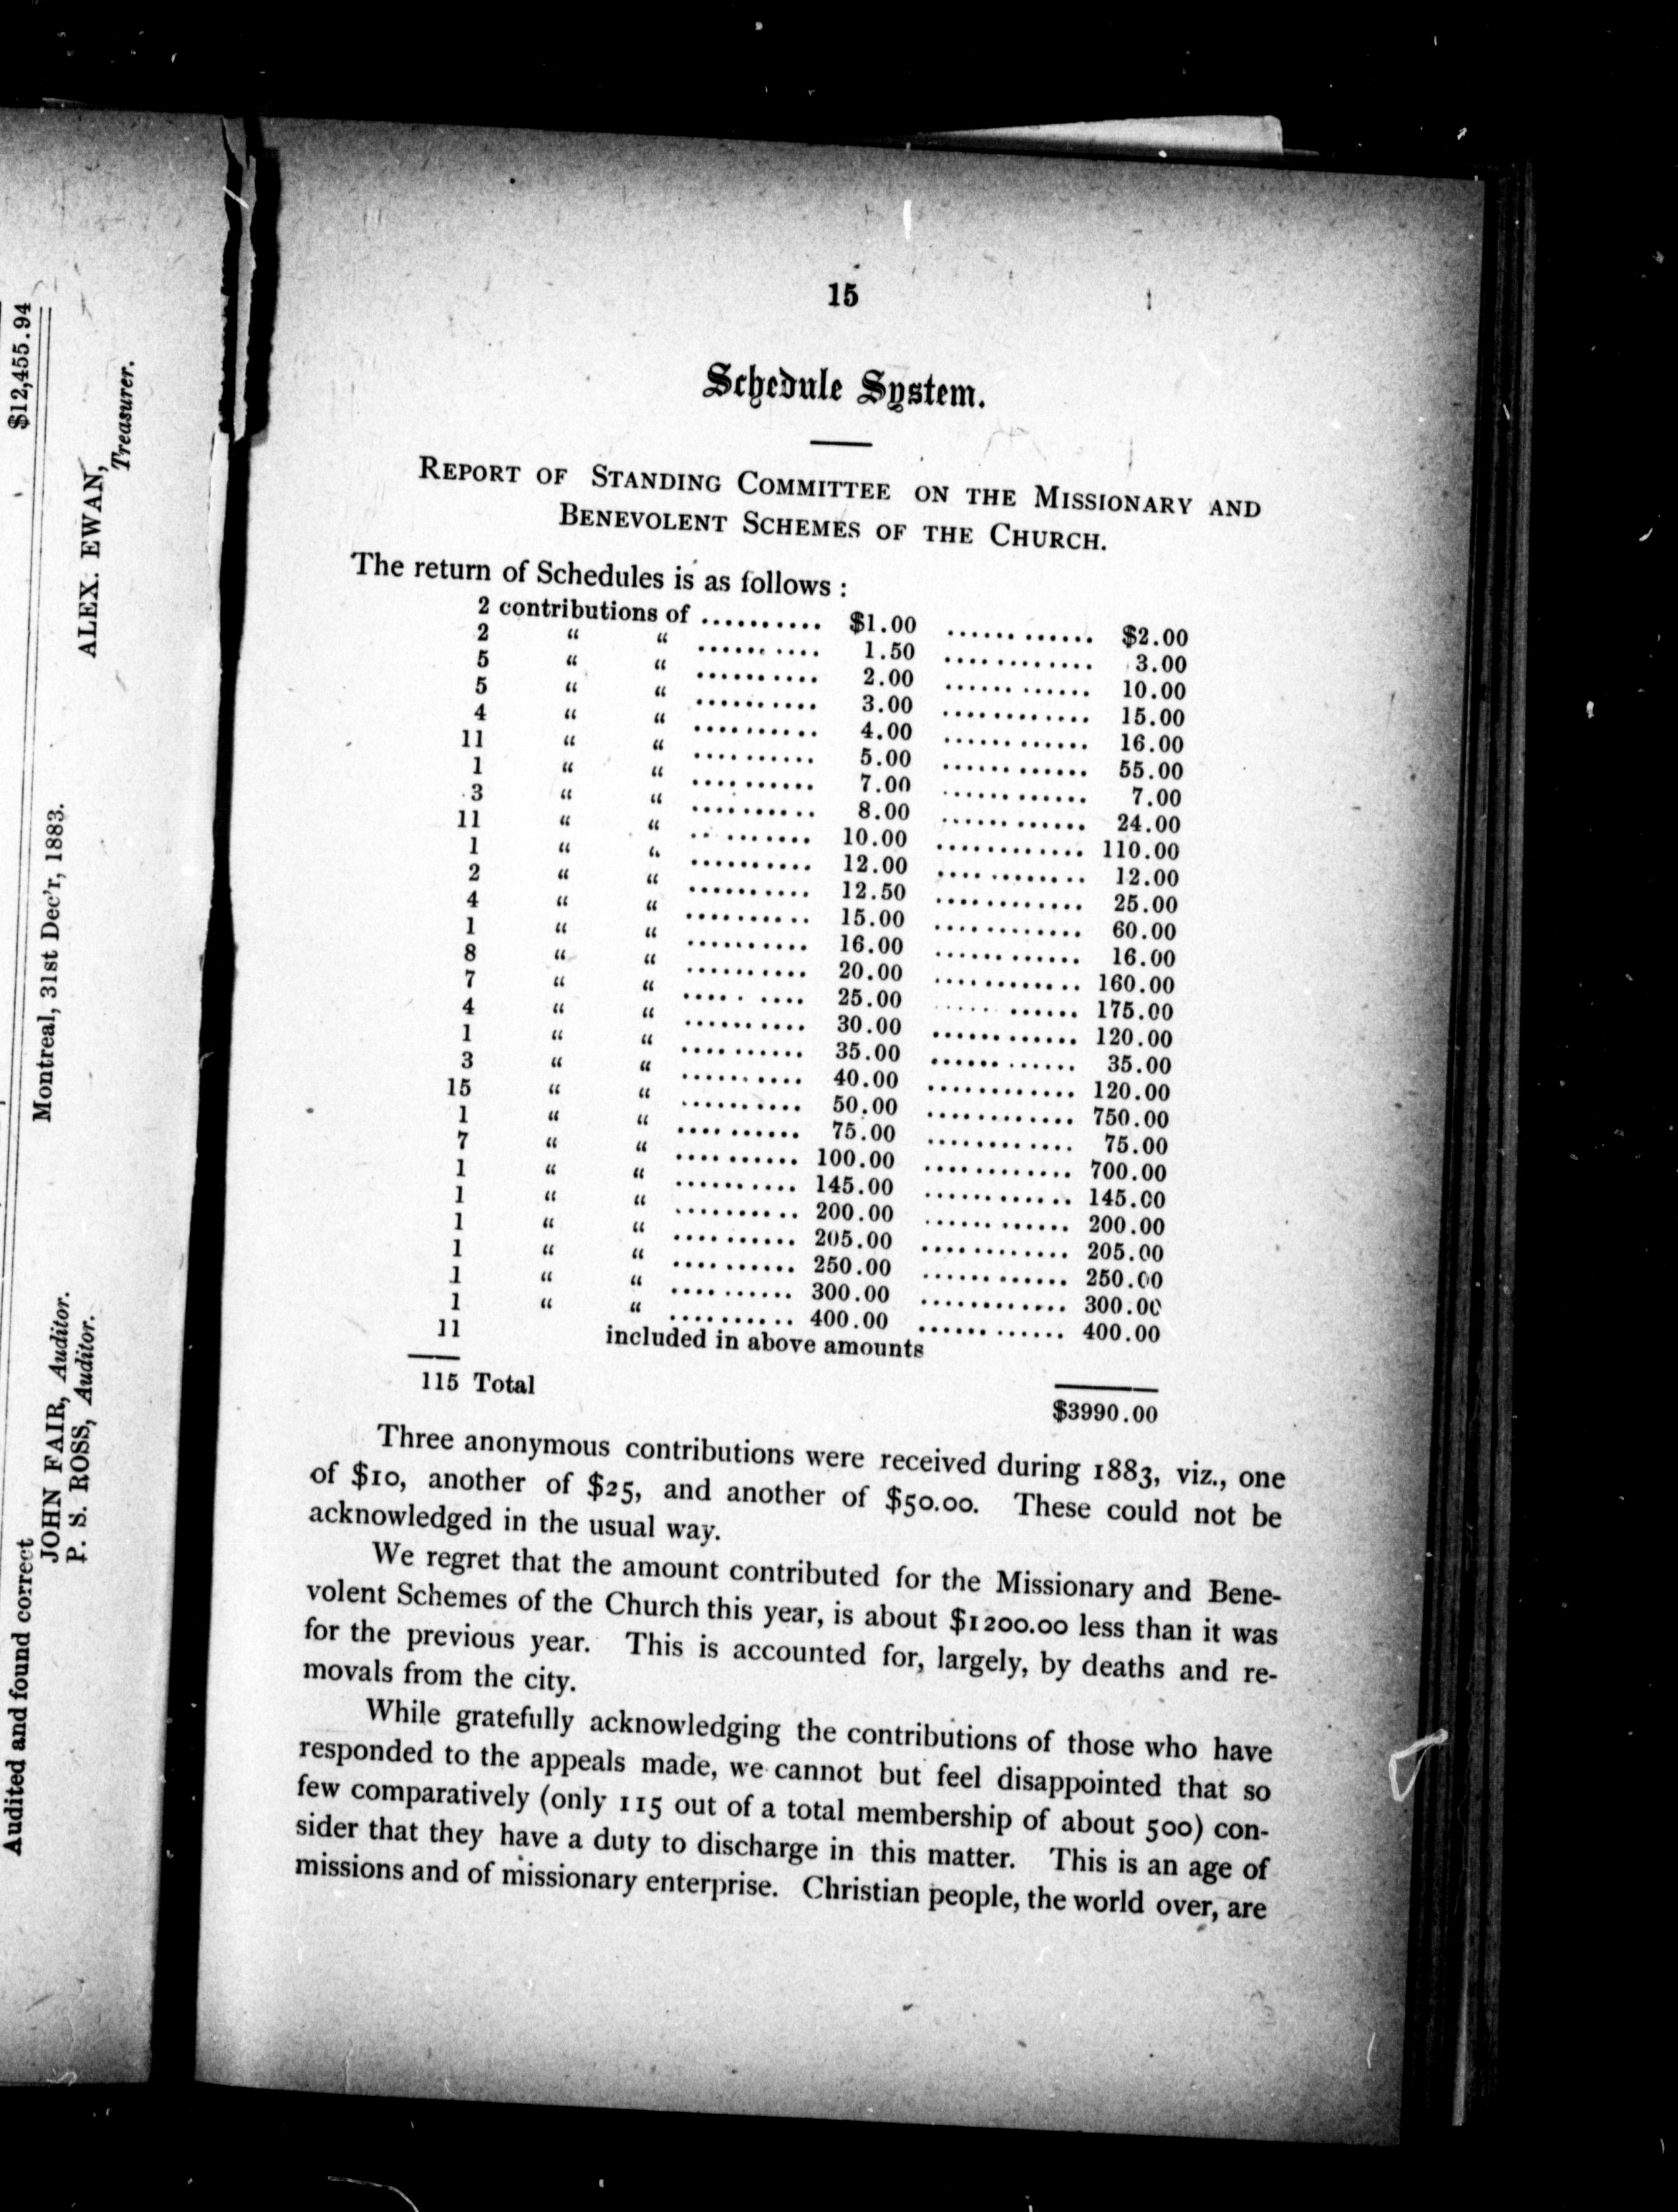 $12,455.94
ALEX. EWAN,
Treasurer.
Montreal, 31st Dec'r, 1883.
Audited and found correct
JOHN FAIR, Auditor.
P. S. ROSS, Auditor.
15
Schedule System.
REPORT OF STANDING COMMITTEE ON THE MISSIONARY AND
BENEVOLENT SCHEMES OF THE CHURCH.
The return of Schedules is as follows :
2 contributions of .......... $1.00 ............ $2.00
2 " " .......... 1.50 ............ 3.00
5 " " .......... 2.00 ............ 10.00
5 " " .......... 3.00 ............ 15.00
4 " " .......... 4.00 ............ 16.00
11 " " .......... 5.00 ............ 55.00
1 " " .......... 7.00 ............ 7.00
3 " " .......... 8.00 ............ 24.00
11 " " .......... 10.00 ............ 110.00
1 " " .......... 12.00 ............ 12.00
2 " " .......... 12.50 ............ 25.00
4 " " .......... 15.00 ............ 60.00
1 " " .......... 16.00 ............ 16.00
8 " " .......... 20.00 ............ 160.00
7 " " .......... 25.00 ............ 175.00
4 " " .......... 30.00 ............ 120.00
1 " " .......... 35.00 ............ 35.00
3 " " .......... 40.00 ............ 120.00
15 " " .......... 50.00 ............ 750.00
1 " " .......... 75.00 ............ 75.00
7 " " .......... 100.00 ............ 700.00
1 " " .......... 145.00 ............ 145.00
1 " " .......... 200.00 ............ 200.00
1 " " .......... 205.00 ............ 205.00
1 " " .......... 250.00 ............ 250.00
1 " " .......... 300.00 ............ 300.00
1 " " .......... 400.00 ............ 400.00
11 included in above amounts
115 Total $3990.00
Three anonymous contributions were received during 1883, viz., one
of $10, another of $25, and another of $50.00. These could not be
acknowledged in the usual way.
We regret that the amount contributed for the Missionary and Bene-
volent Schemes of the Church this year, is about $1200.00 less than it was
for the previous year. This is accounted for, largely, by deaths and re-
movals from the city.
While gratefully acknowledging the contributions of those who have
responded to the appeals made, we cannot but feel disappointed that so
few comparatively (only 115 out of a total membership of about 500) con-
sider that they have a duty to discharge in this matter. This is an age of
missions and of missionary enterprise. Christian people, the world over, are